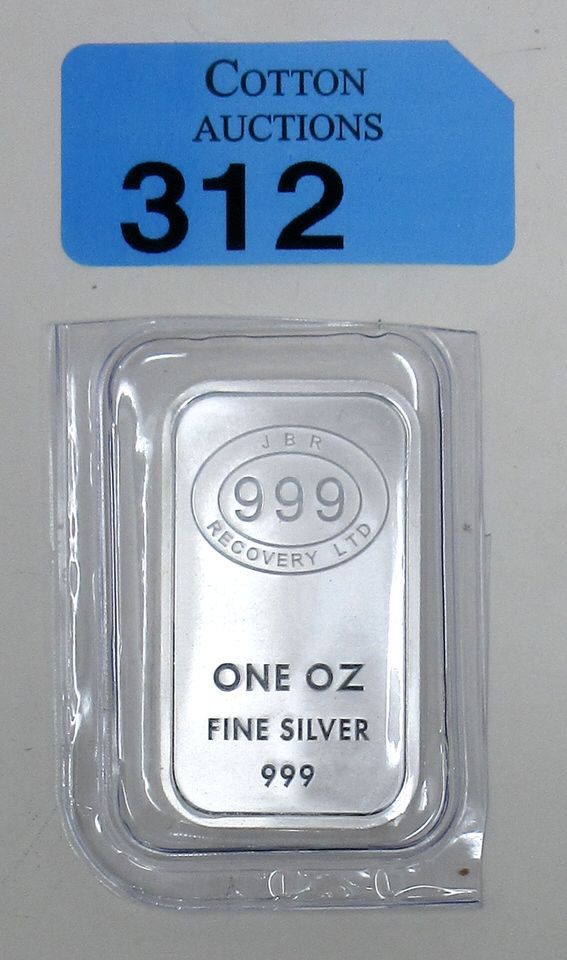 COTTON
AUCTIONS
312
JBR
999
RECOVERY LTD
ONE OZ
FINE SILVER
999